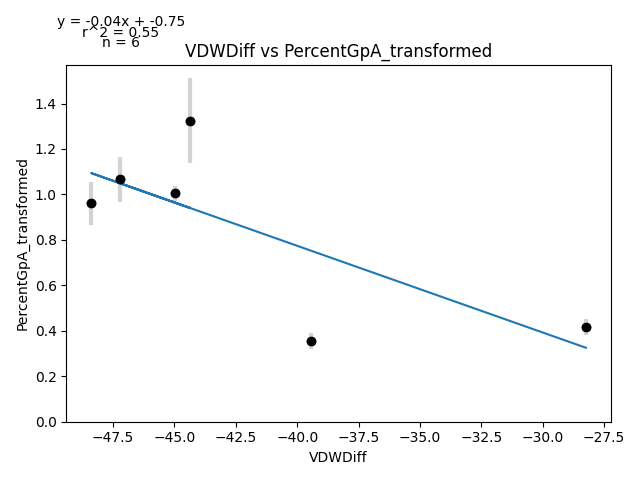 y = -0.04x + -0.75
r^2 = 0.55
n = 6
VDWDiff vs PercentGpA_transformed
PercentGpA_transformed
1.4
1.2
1.0
0.8
0.6
0.4
0.2
0.0
−47.5 −45.0 −42.5 −40.0 −37.5 −35.0 −32.5 −30.0 −27.5
VDWDiff